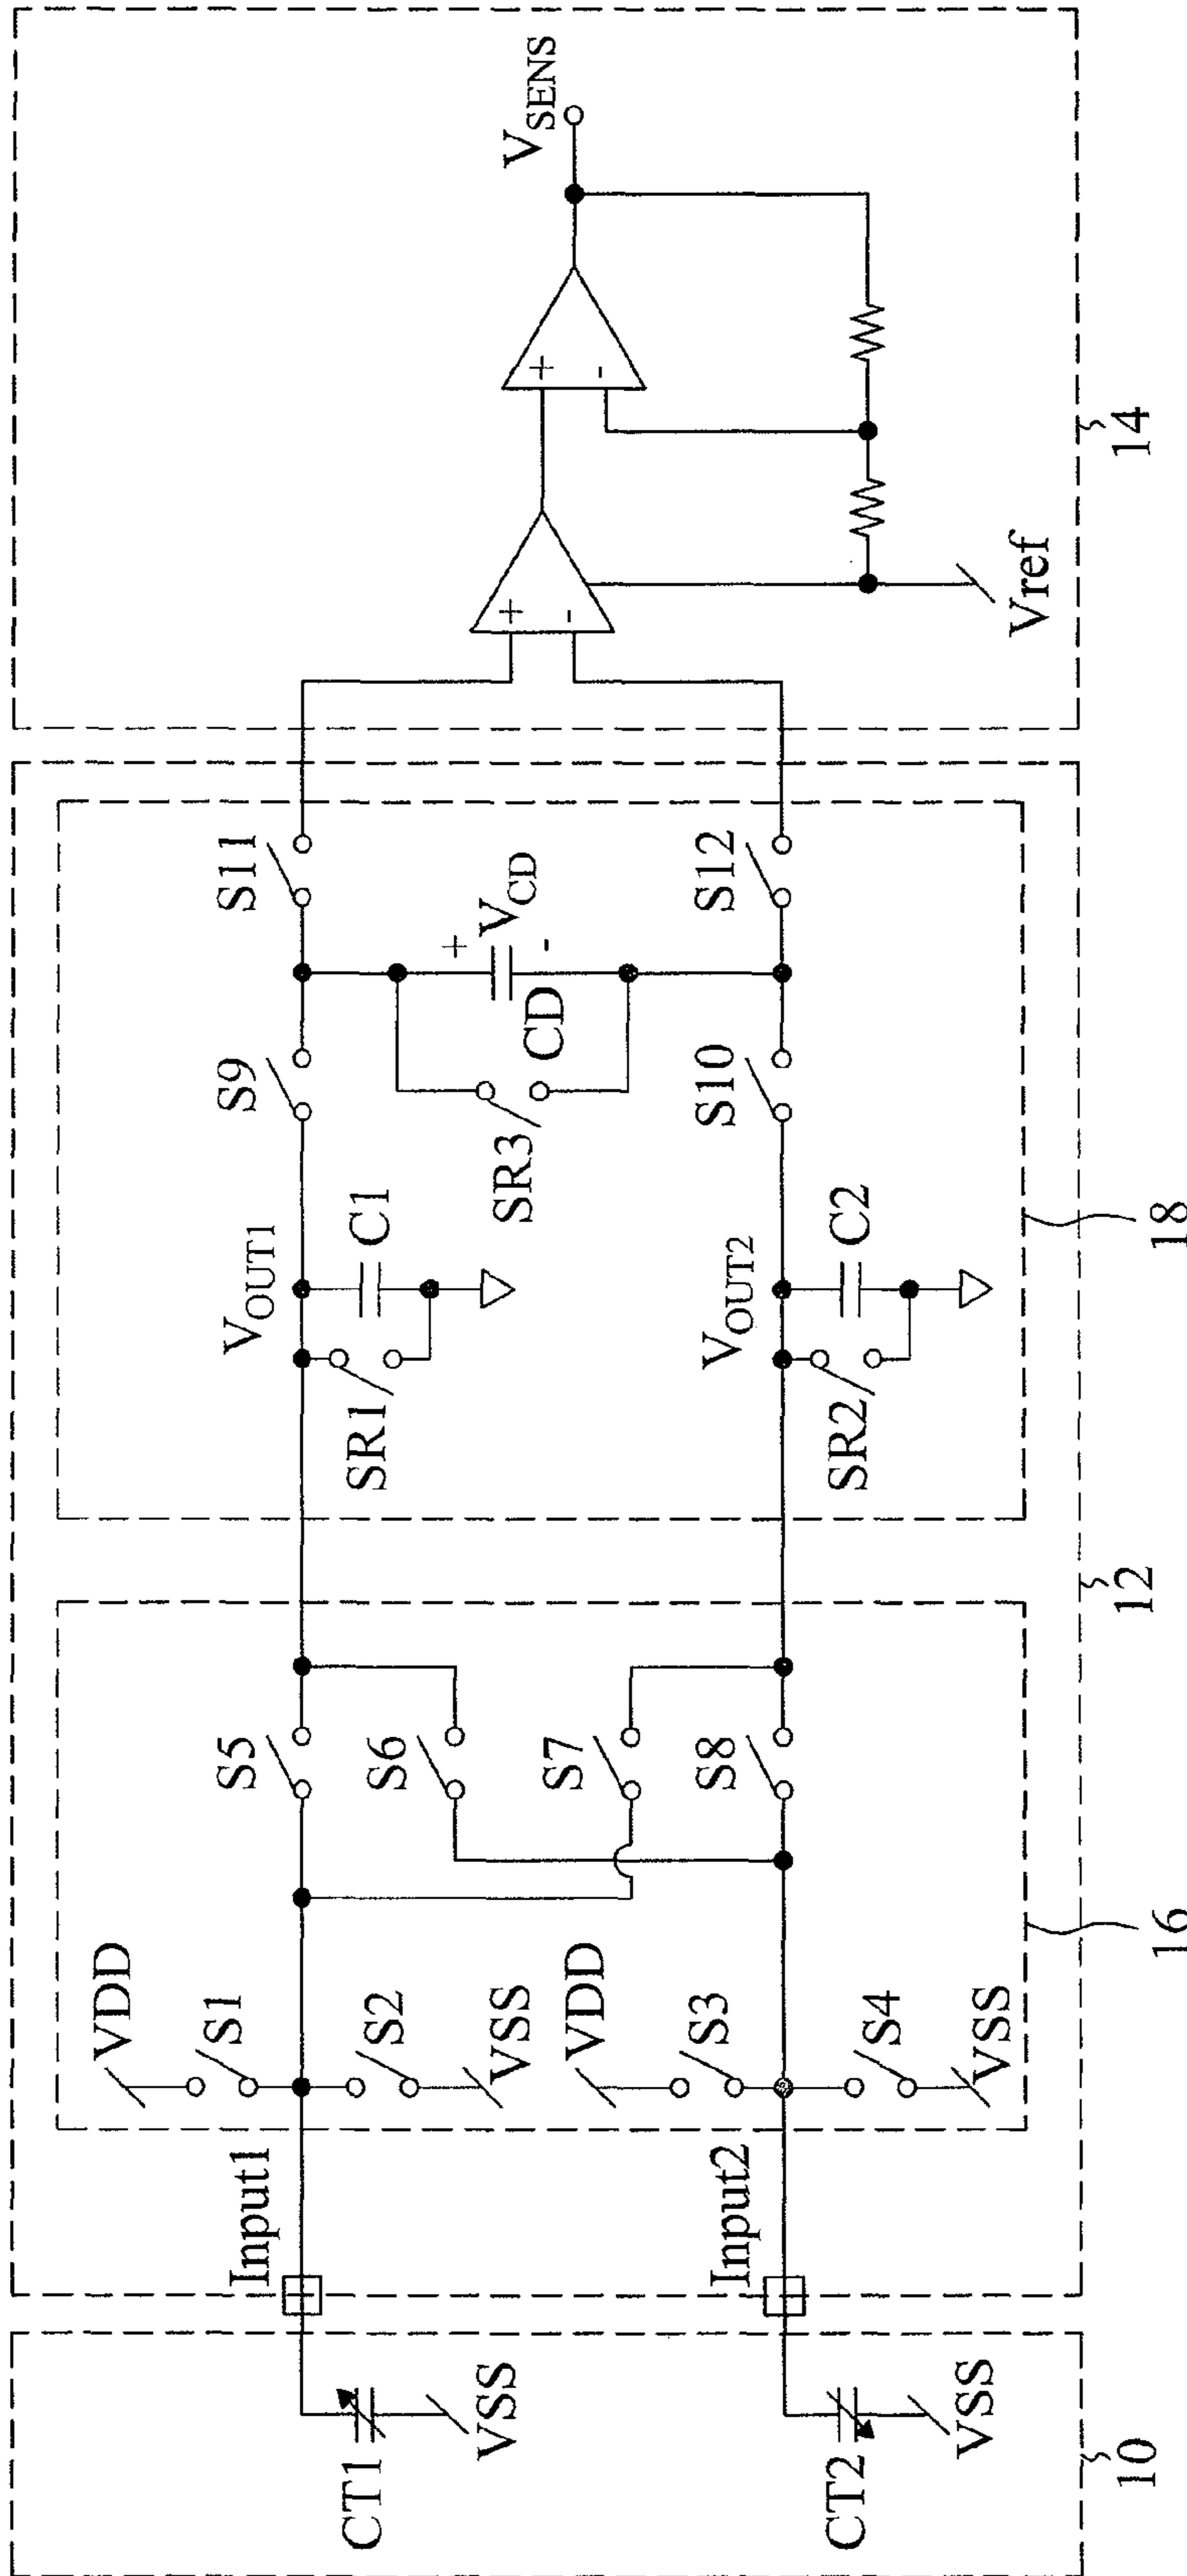 CT1
VSS
CT2
VSS
10
Input1
Input2
VDD
S1
S2
VSS
VDD
S3
S4
VSS
S5
S6
S7
S8
16
12
VOUT1
SR1
C1
VOUT2
SR2
C2
S9
SR3
CD
+
VCD
-
S10
S11
S12
18
+
-
+
-
Vref
VSENS
14